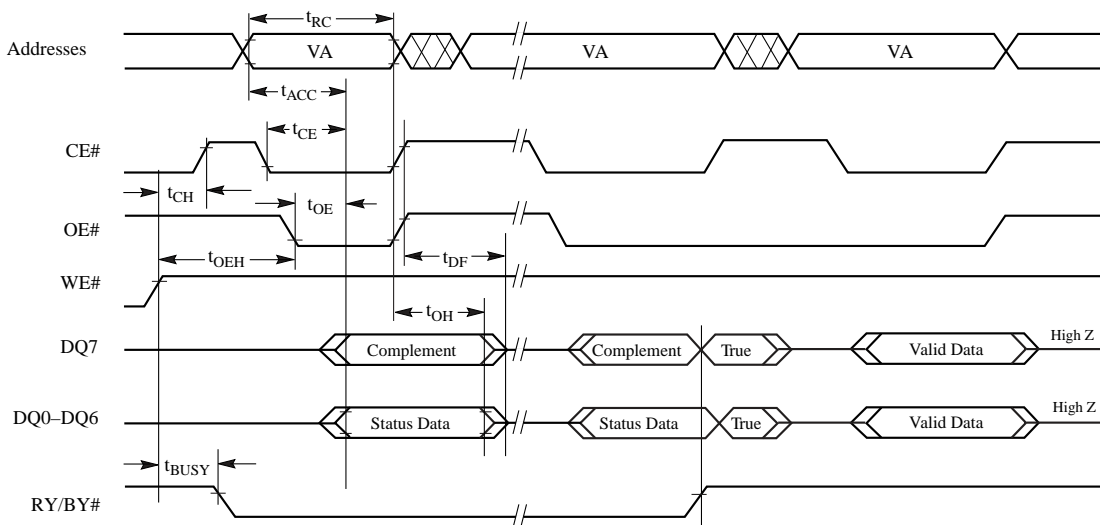 tRC
Addresses VA VA VA
tACC
tCE
CE#
tCH
tOE
OE#
tOEH tDF
WE#
tOH
DQ7 Complement Complement True Valid Data High Z
DQ0–DQ6 Status Data Status Data True Valid Data High Z
tBUSY
RY/BY#